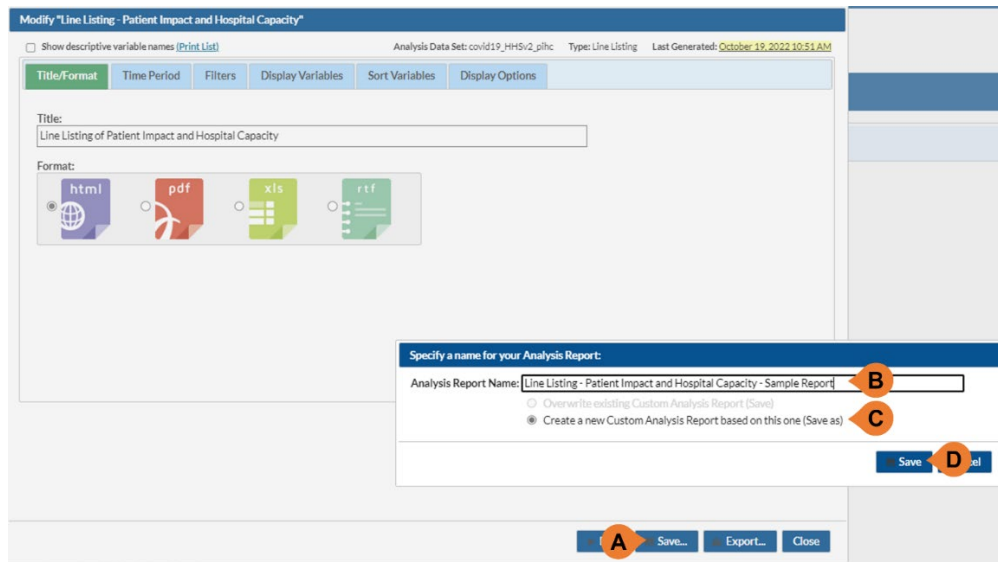 Modify "Line Listing - Patient Impact and Hospital Capacity"
Show descriptive variable names (Print List) Analysis Data Set: covid19_HHSv2_pihc Type: Line Listing Last Generated: October 19, 2022 10:51 AM
Title/Format Time Period Filters Display Variables Sort Variables Display Options
Title:
Line Listing of Patient Impact and Hospital Capacity
Format:
html pdf xls rtf
Specify a name for your Analysis Report:
Analysis Report Name: Line Listing - Patient Impact and Hospital Capacity - Sample Report B
Overwrite existing Custom Analysis Report (Save)
Create a new Custom Analysis Report based on this one (Save as) C
Save D el
A Save... Export... Close